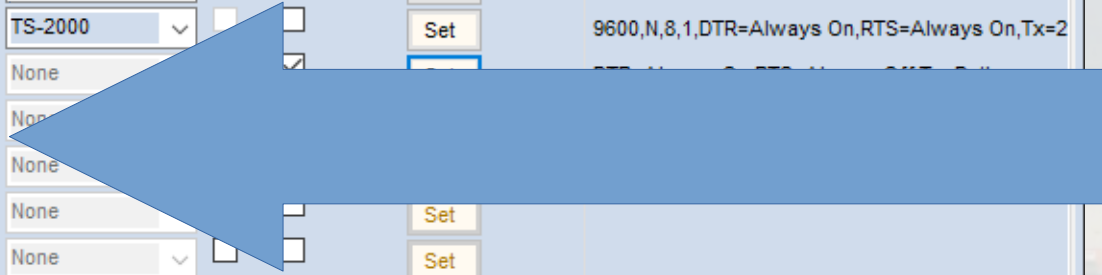 TS-2000 Set 9600,N,8,1,DTR=Always On,RTS=Always On,Tx=2
None
None
None
None Set
None Set